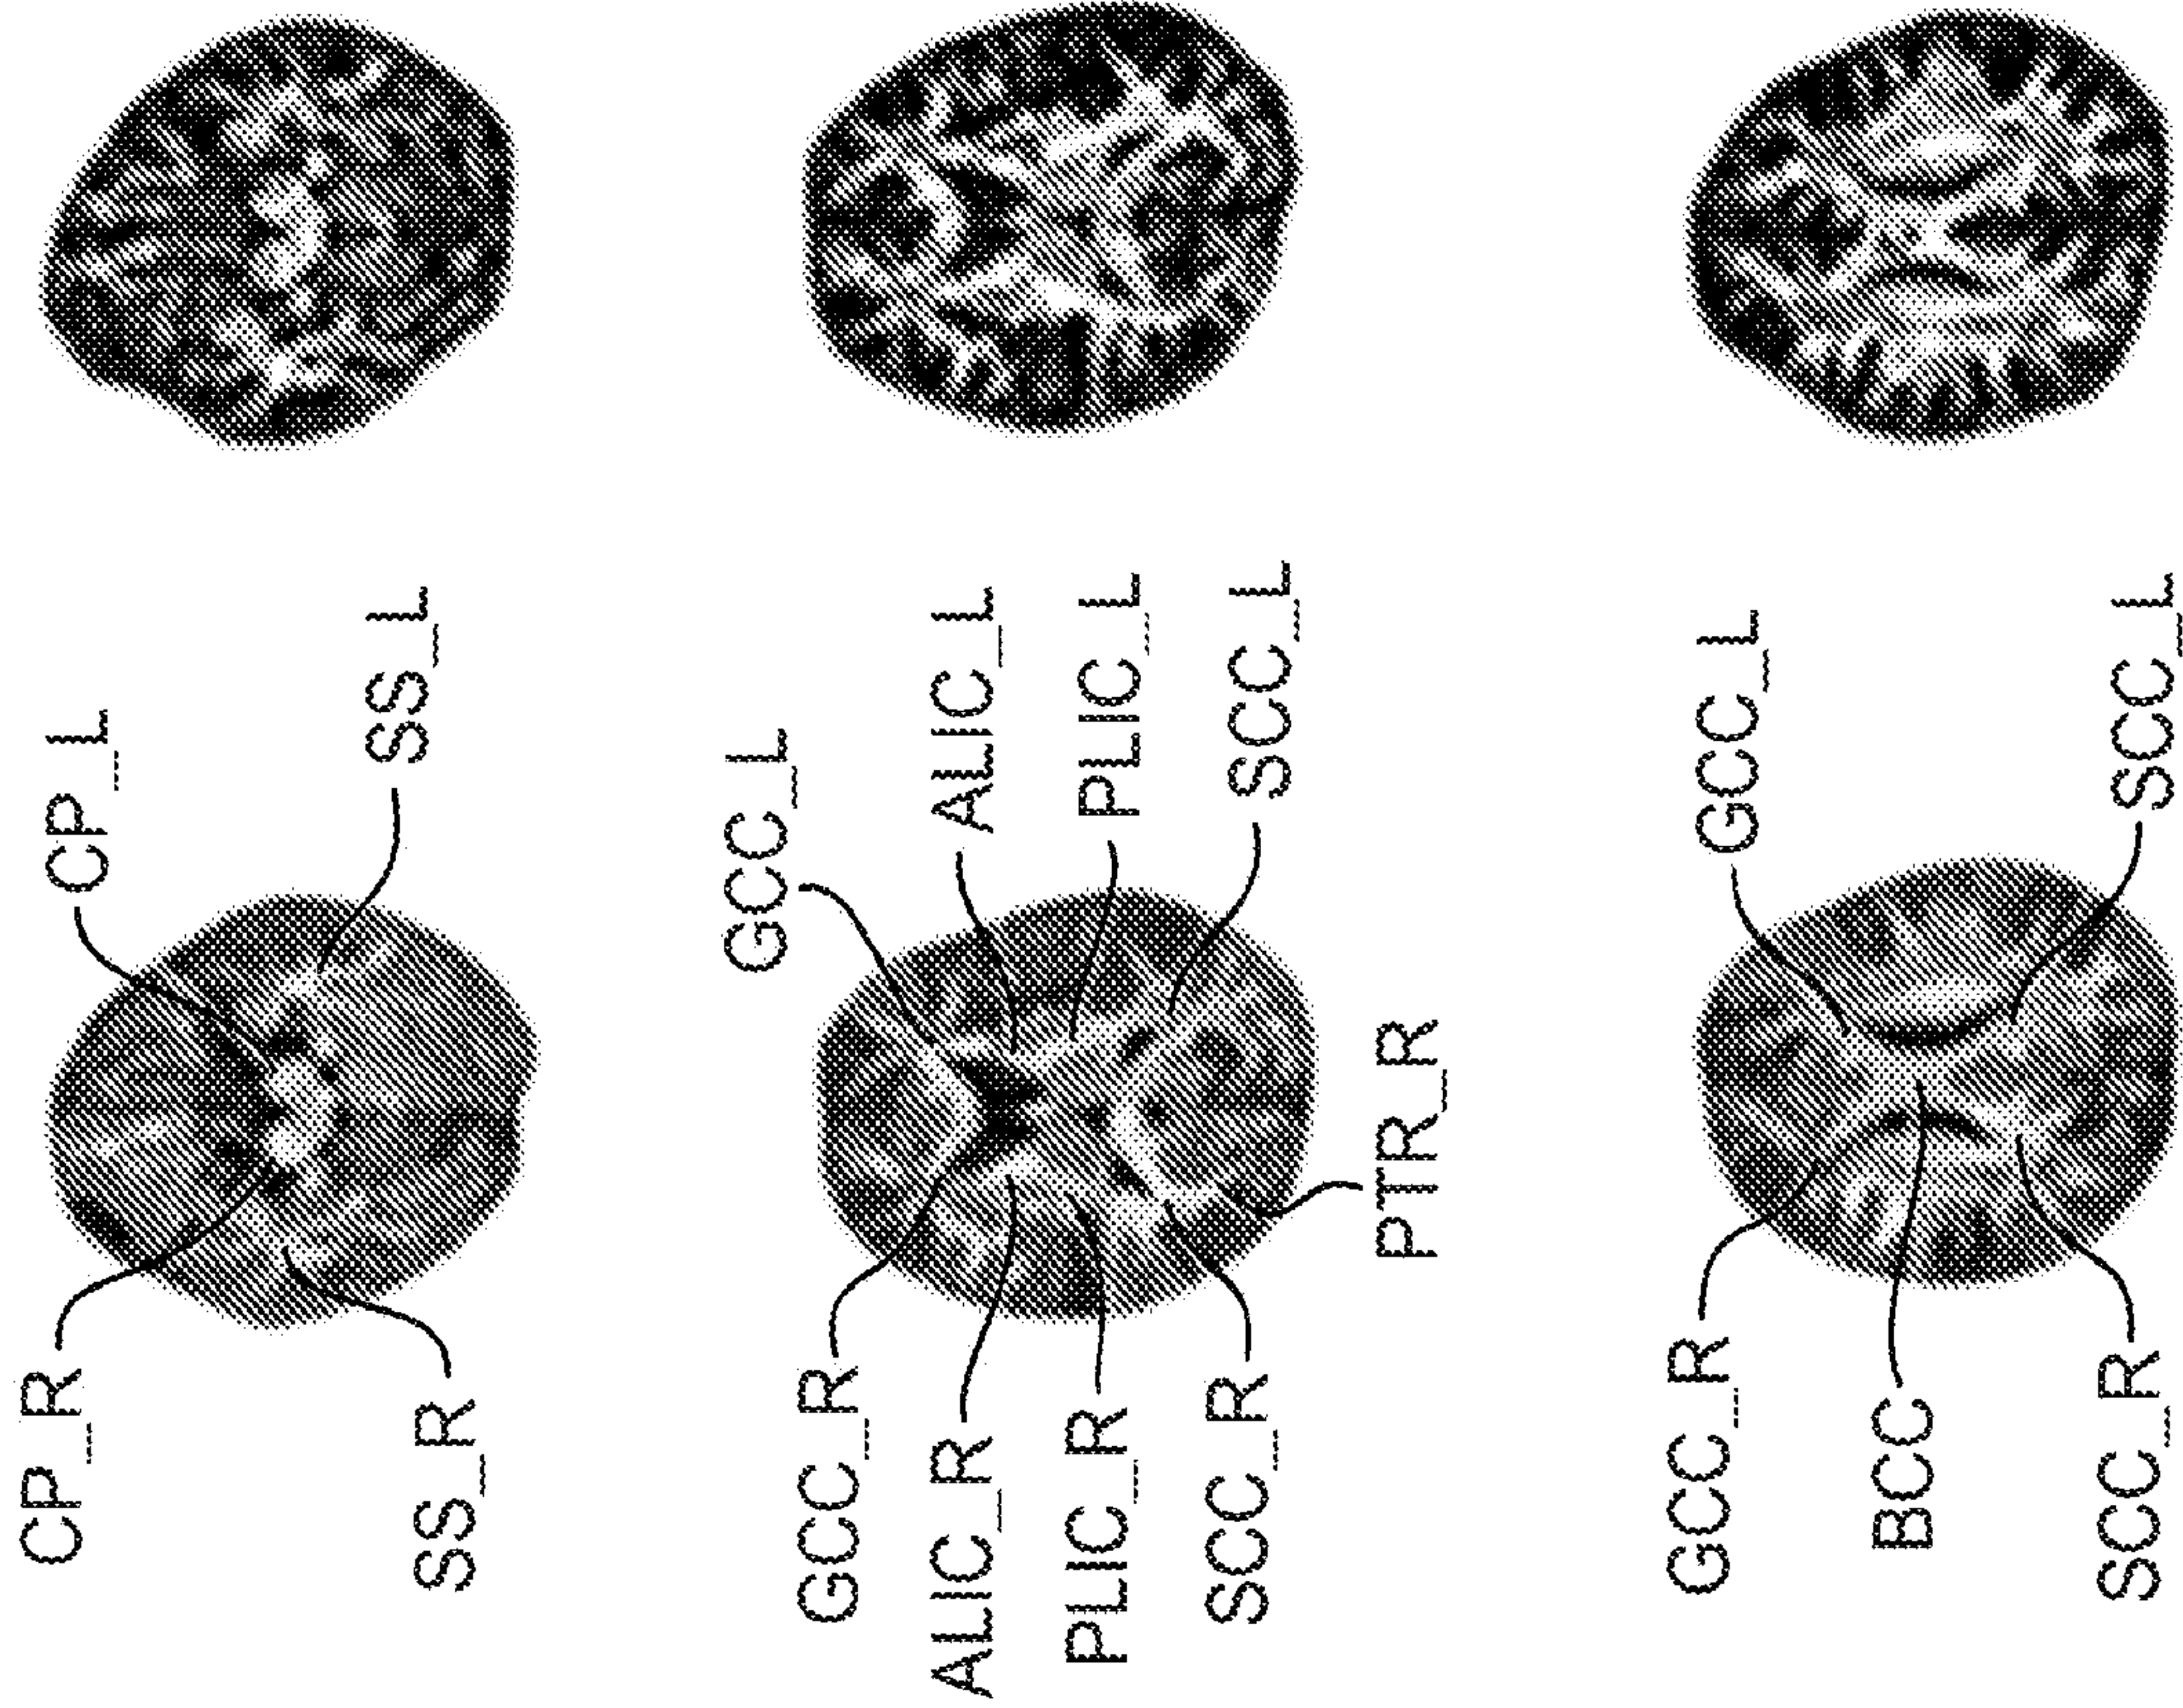 CP_R
CP_L
SS_R
SS_L
GCC_R
GCC_L
ALIC_R
ALIC_L
PLIC_R
PLIC_L
SCC_R
SCC_L
PTR_R
GCC_R
GCC_L
BCC
SCC_R
SCC_L